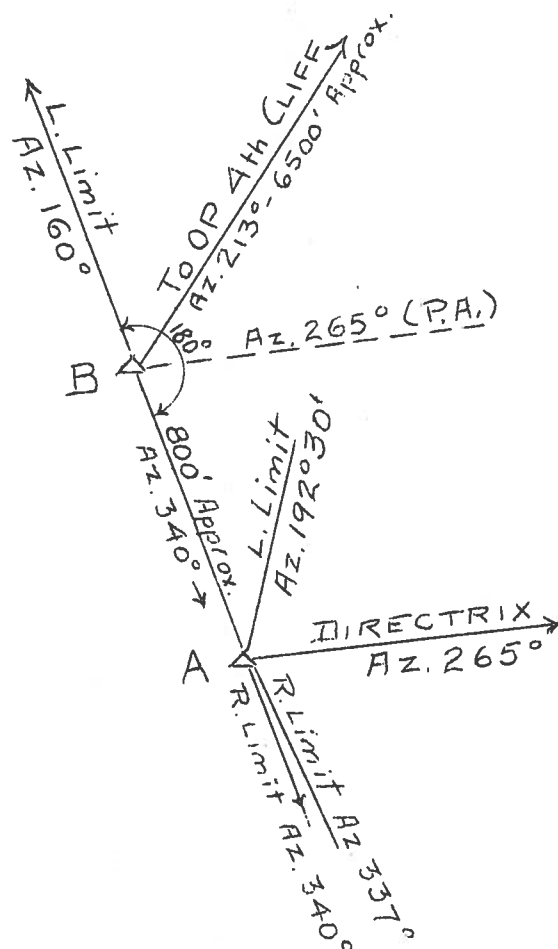 L. Limit
Az. 160°
To OP 4th CLIFF
Az. 213° - 6500' Approx.
180°
Az. 265° (P.A.)
B
800' Approx.
Az. 340° →
L. Limit
Az. 192°30'
DIRECTRIX
Az. 265°
A
R. Limit Az 337°
R. Limit Az. 340°